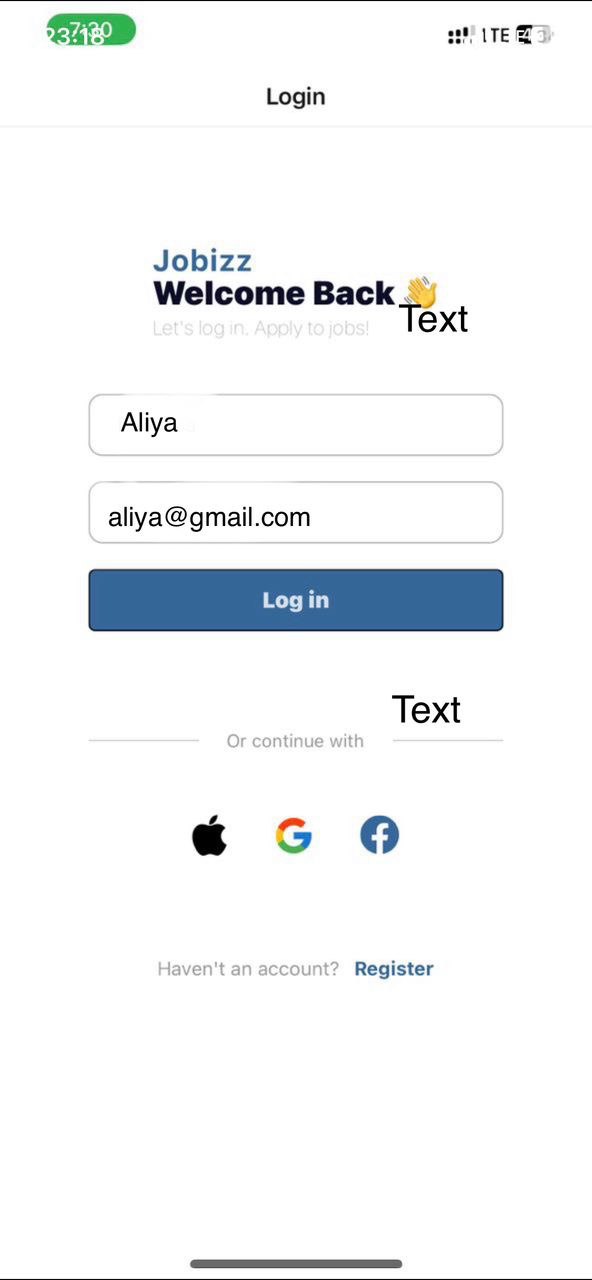 7:30
23:18
LTE
Login
Jobizz
Welcome Back 👋
Text
Let's log in. Apply to jobs!
Aliya
aliya@gmail.com
Log in
Text
Or continue with
Haven't an account? Register